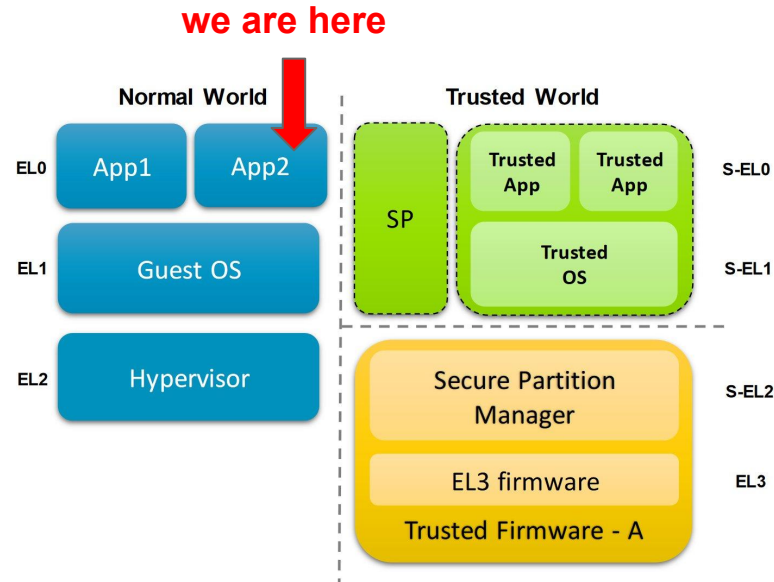 we are here
Normal World
Trusted World
EL0
App1
App2
SP
Trusted
App
Trusted
App
S-EL0
EL1
Guest OS
Trusted
OS
S-EL1
EL2
Hypervisor
Secure Partition
Manager
S-EL2
EL3 firmware
EL3
Trusted Firmware - A